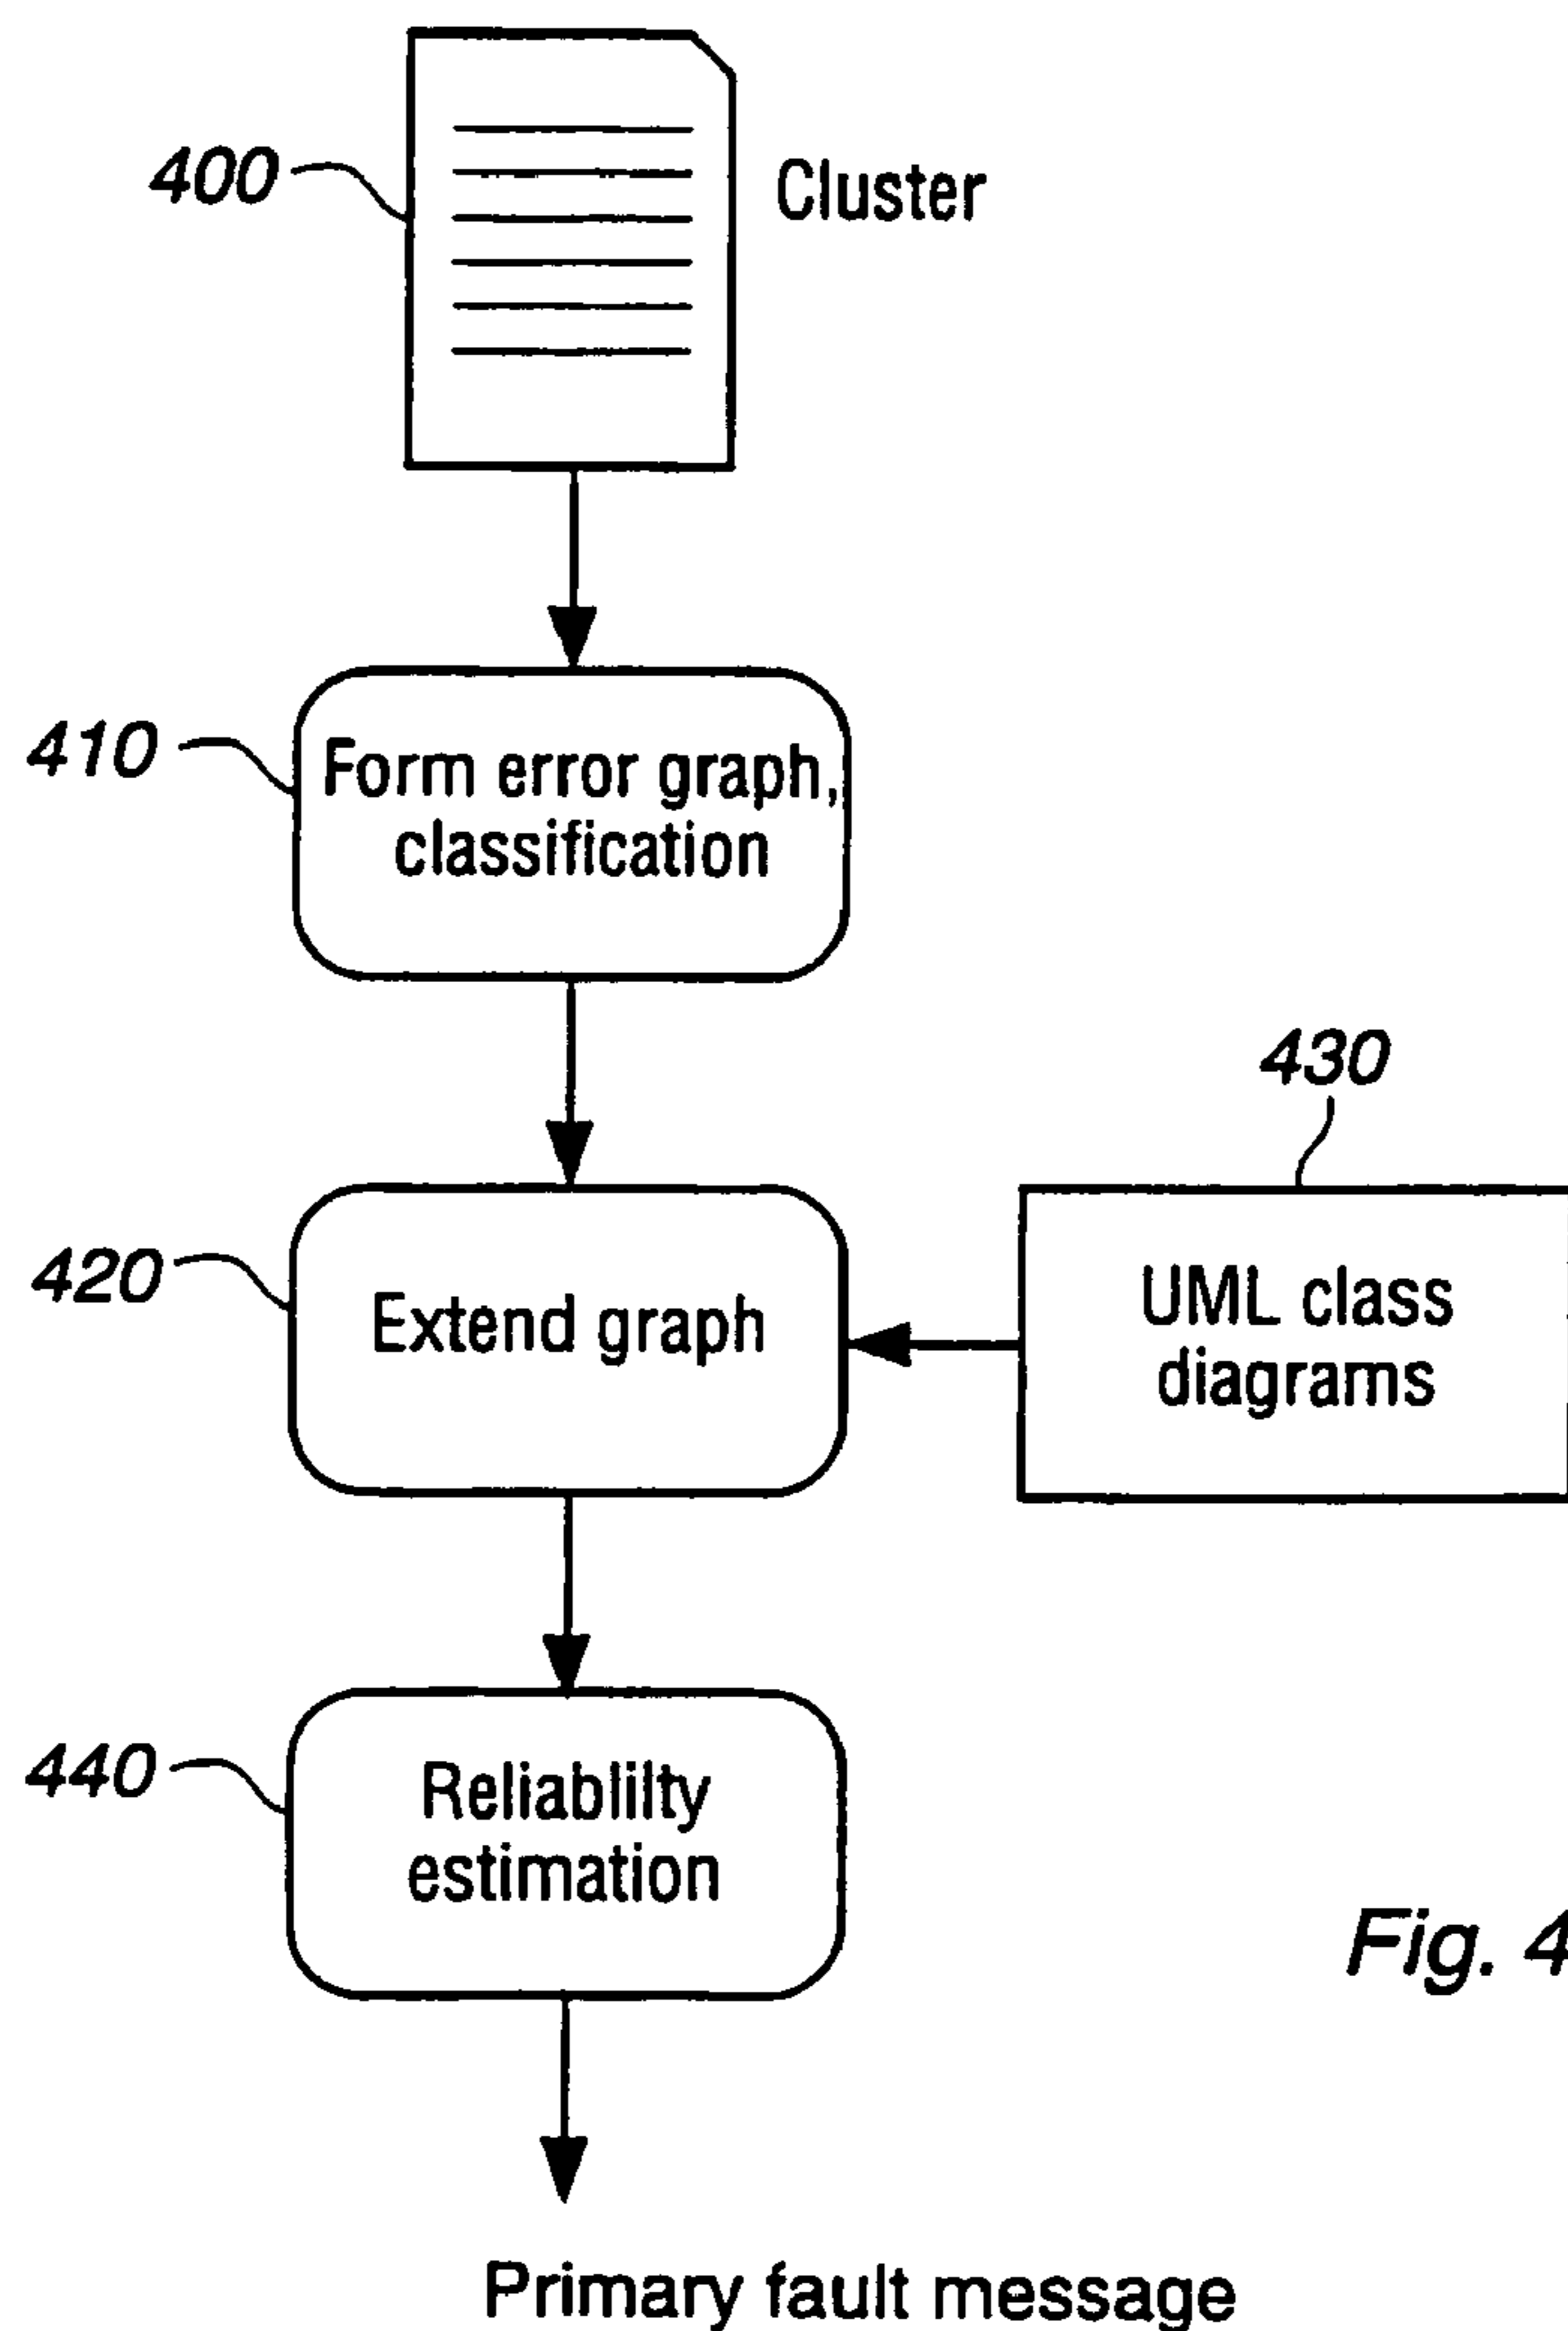 400
Cluster
410
Form error graph,
classification
430
420
Extend graph
UML class
diagrams
440
Reliablilty
estimation
Fig. 4
Primary fault message